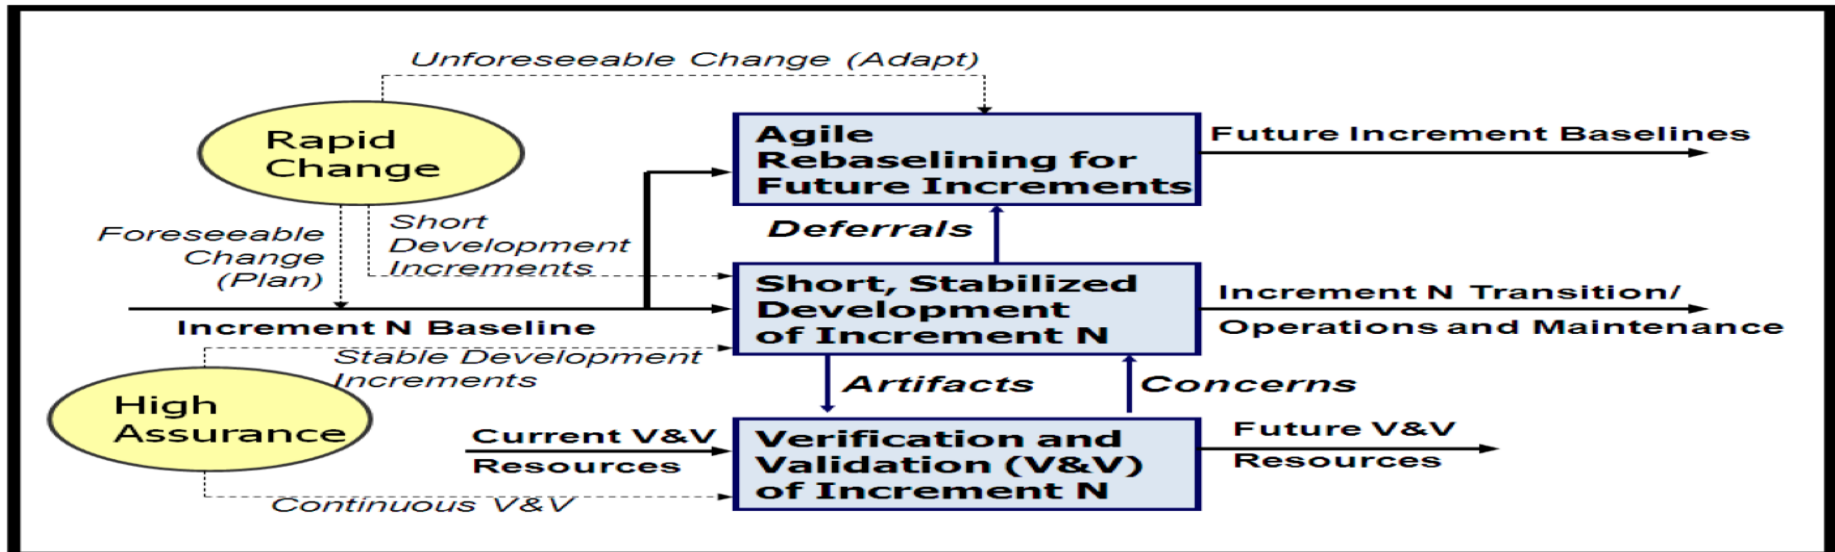 Unforeseeable Change (Adapt)
Rapid
Change
Agile
Rebaselining for
Future Increments
Future Increment Baselines
Foreseeable
Change
(Plan)
Short
Development
Increments
Deferrals
Short, Stabilized
Development
of Increment N
Increment N Transition/
Operations and Maintenance
Increment N Baseline
Stable Development
Increments
High
Assurance
Artifacts
Concerns
Current V&V
Resources
Verification and
Validation (V&V)
of Increment N
Future V&V
Resources
Continuous V&V